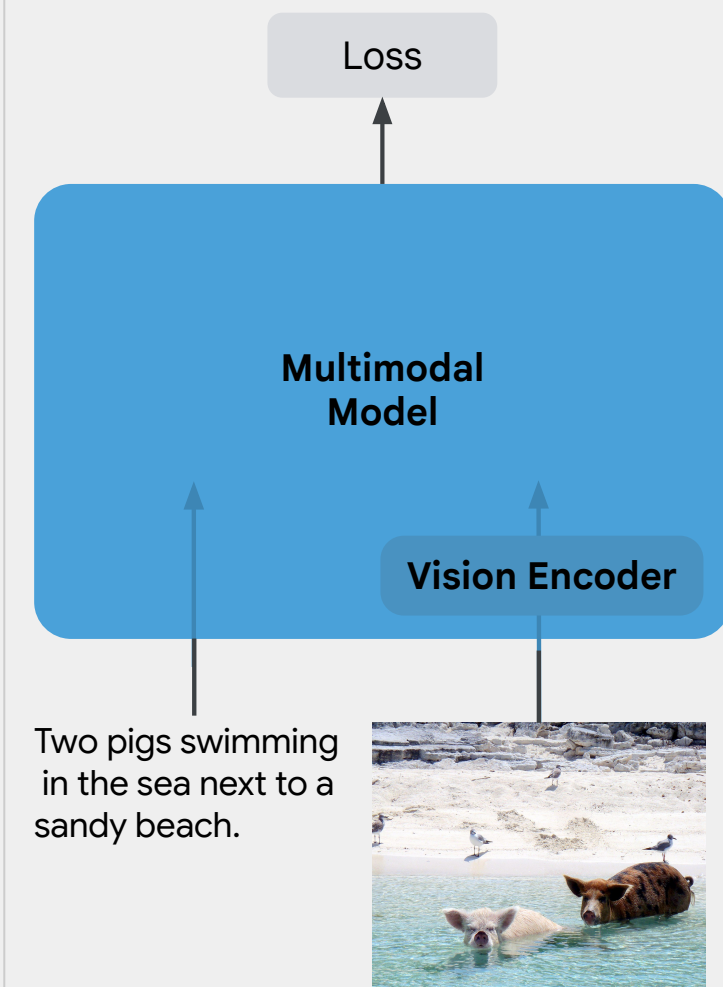 Loss
Multimodal
Model
Vision Encoder
Two pigs swimming
in the sea next to a
sandy beach.